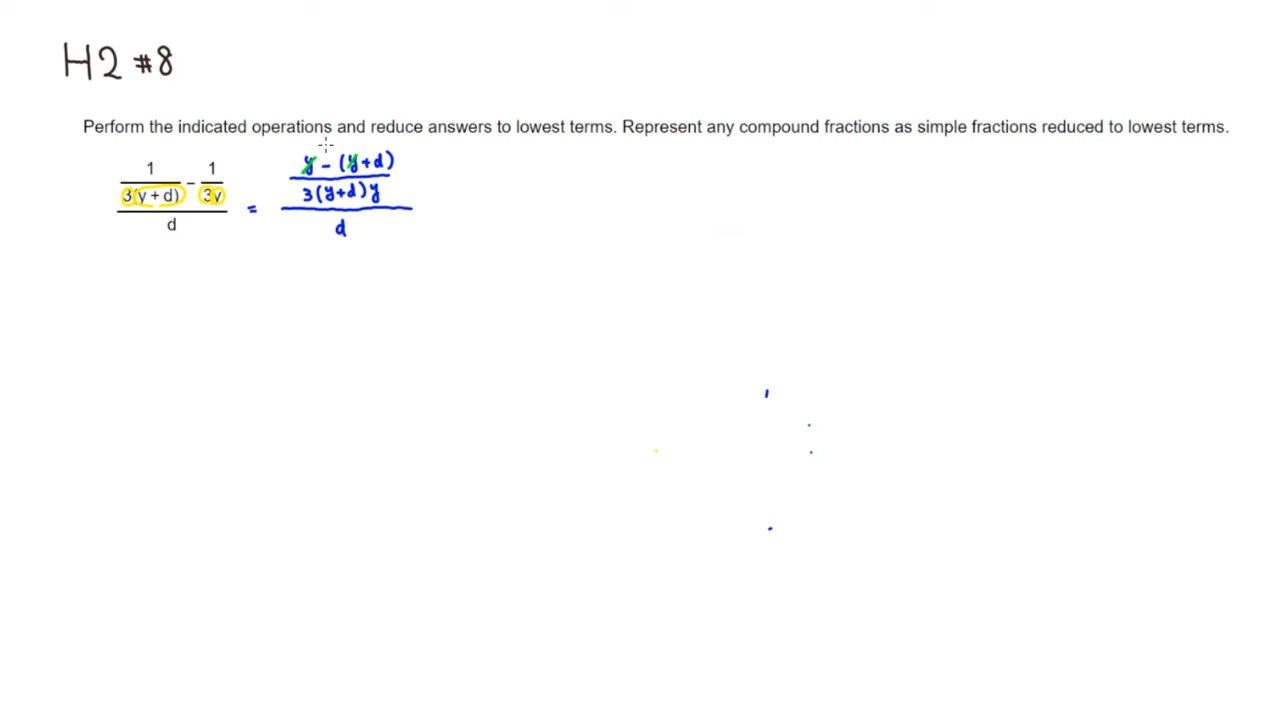 H2 #8
Perform the indicated operations and reduce answers to lowest terms. Represent any compound fractions as simple fractions reduced to lowest terms.
1 1 y - (y+d)
3(y + d) - 3y = 3(y+d)y
d d